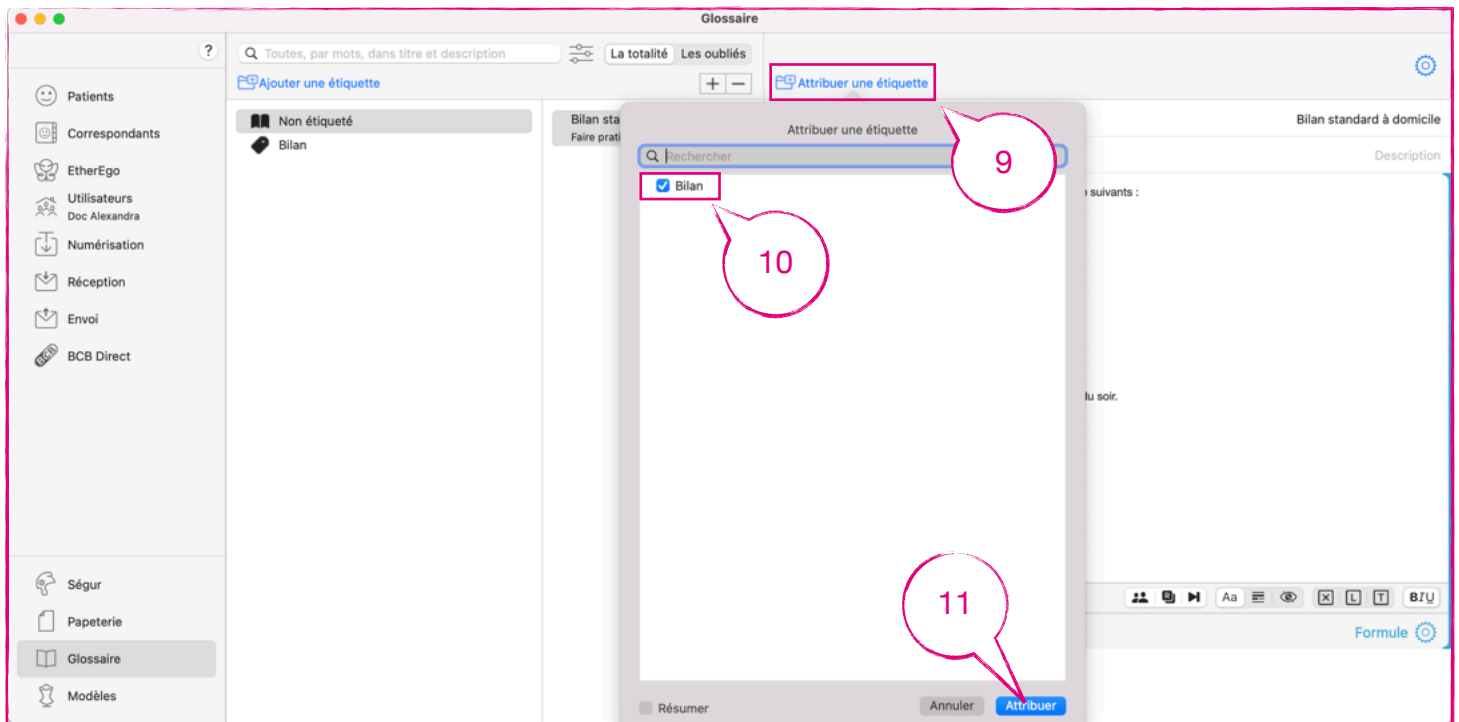 Glossaire
?
Toutes, par mots, dans titre et description
La totalité Les oubliés
Ajouter une étiquette
+ −
Attribuer une étiquette
Patients
Correspondants
EtherEgo
Utilisateurs
Doc Alexandra
Numérisation
Réception
Envoi
BCB Direct
Ségur
Papeterie
Glossaire
Modèles
Non étiqueté
Bilan
Bilan sta
Faire prati
Attribuer une étiquette
Rechercher
Bilan
9
10
11
Résumer
Annuler
Attribuer
Bilan standard à domicile
Description
suivants :
du soir.
Aa
X L T
BIU
Formule